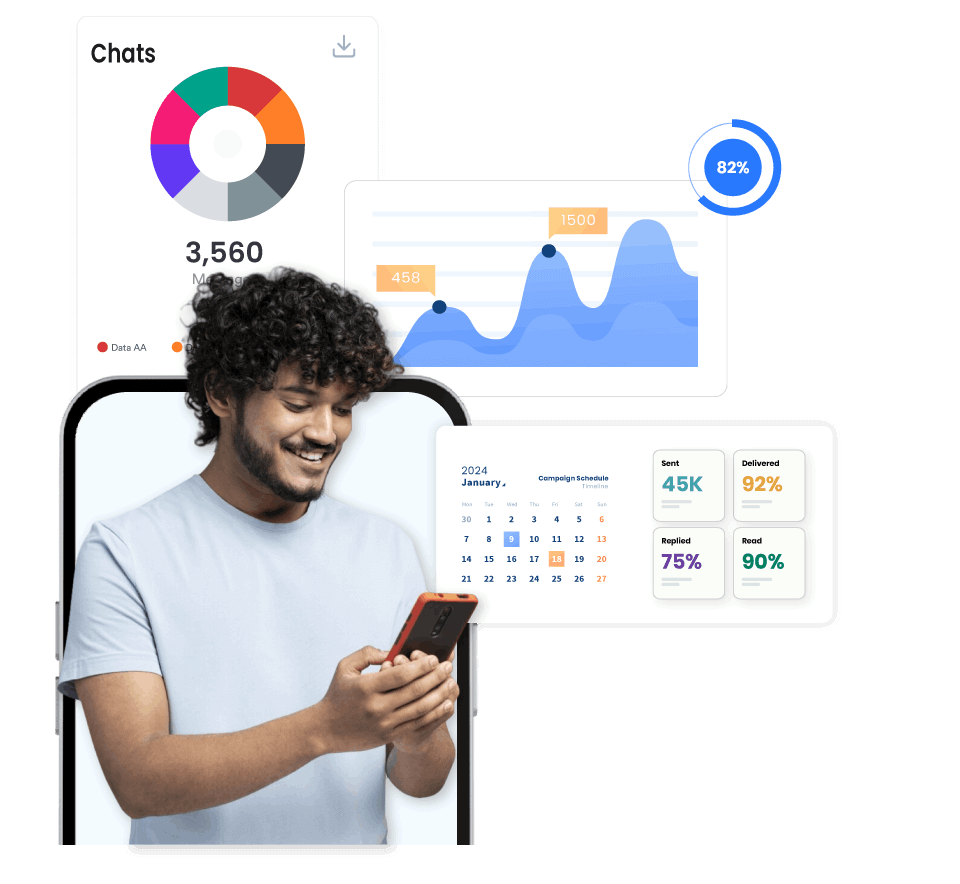 Chats
3,560
Data AA
82%
1500
458
2024
January
Campaign Schedule
Timeline
Mon Tue Wed Thu Fri Sat Sun
30 1 2 3 4 5 6
7 8 9 10 11 12 13
14 15 16 17 18 19 20
21 22 23 24 25 26 27
Sent
45K
Delivered
92%
Replied
75%
Read
90%